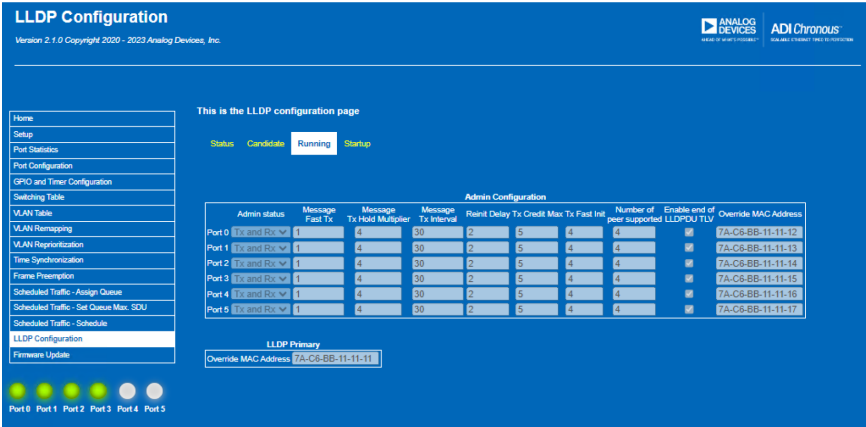 LLDP Configuration
Version 2.1.0 Copyright 2020 - 2023 Analog Devices, Inc.
ANALOG DEVICES
AHEAD OF WHAT'S POSSIBLE™
ADI Chronous™
SCALABLE ETHERNET TIMED TO PERFECTION
Home
Setup
Port Statistics
Port Configuration
GPIO and Timer Configuration
Switching Table
VLAN Table
VLAN Remapping
VLAN Reprioritization
Time Synchronization
Frame Preemption
Scheduled Traffic - Assign Queue
Scheduled Traffic - Set Queue Max. SDU
Scheduled Traffic - Schedule
LLDP Configuration
Firmware Update
Port 0 Port 1 Port 2 Port 3 Port 4 Port 5
This is the LLDP configuration page
Status Candidate Running Startup
Admin Configuration
Admin status Message Fast Tx Message Tx Hold Multiplier Message Tx Interval Reinit Delay Tx Credit Max Tx Fast Init Number of peer supported Enable end of LLDPDU TLV Override MAC Address
Port 0 Tx and Rx 1 4 30 2 5 4 4 7A-C6-BB-11-11-12
Port 1 Tx and Rx 1 4 30 2 5 4 4 7A-C6-BB-11-11-13
Port 2 Tx and Rx 1 4 30 2 5 4 4 7A-C6-BB-11-11-14
Port 3 Tx and Rx 1 4 30 2 5 4 4 7A-C6-BB-11-11-15
Port 4 Tx and Rx 1 4 30 2 5 4 4 7A-C6-BB-11-11-16
Port 5 Tx and Rx 1 4 30 2 5 4 4 7A-C6-BB-11-11-17
LLDP Primary
Override MAC Address 7A-C6-BB-11-11-11